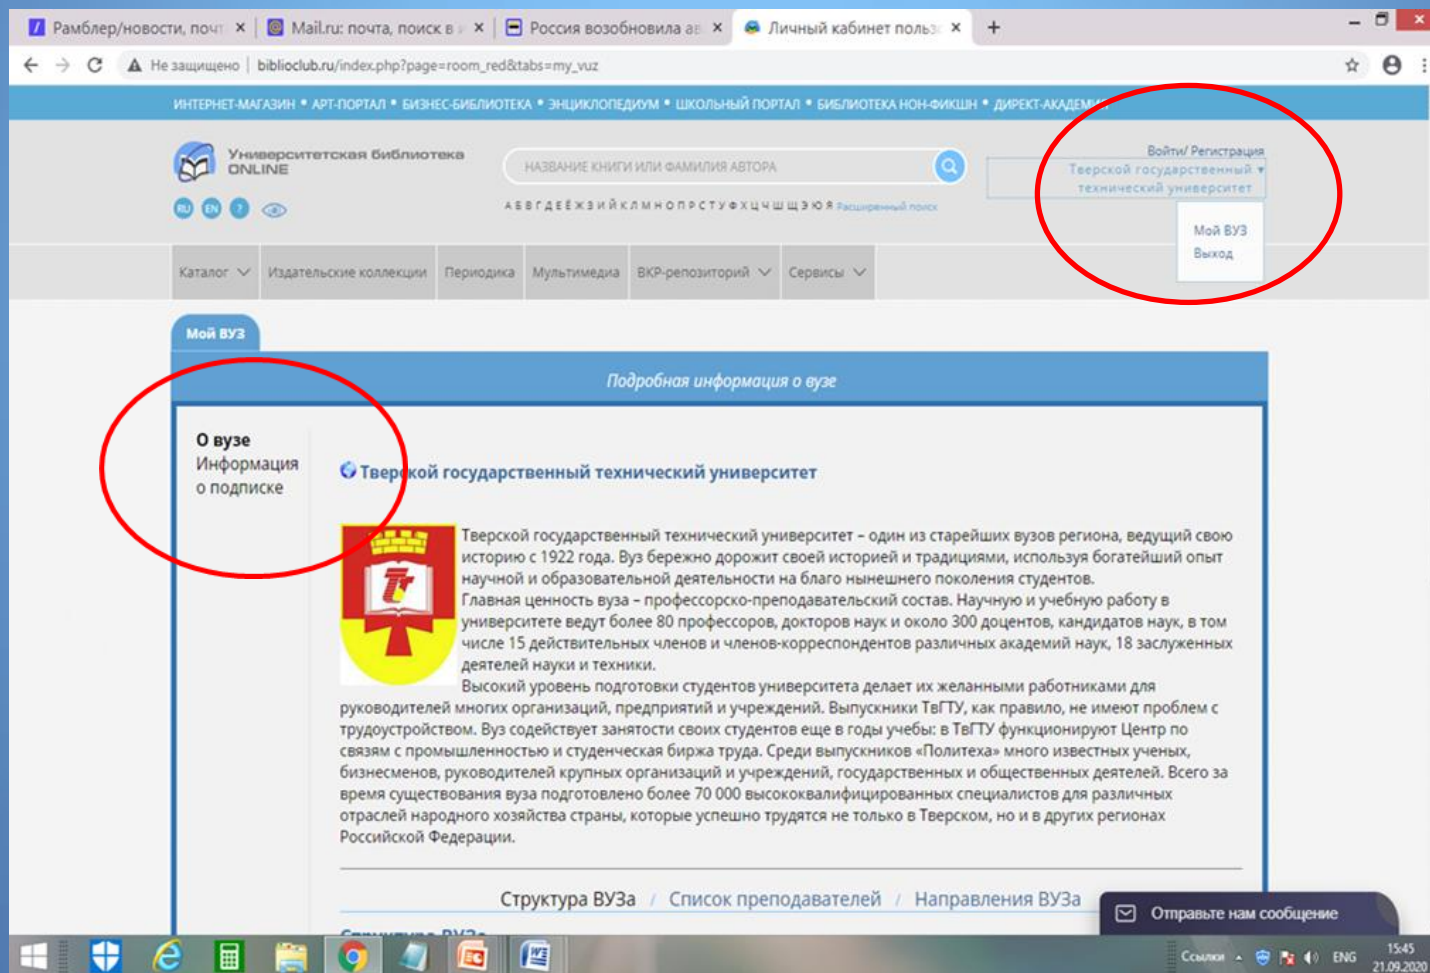 Рамблер/новости, почт
Mail.ru: почта, поиск в и
Россия возобновила ав
Личный кабинет польз
Не защищено | biblioclub.ru/index.php?page=room_red&tabs=my_vuz
ИНТЕРНЕТ-МАГАЗИН • АРТ-ПОРТАЛ • БИЗНЕС-БИБЛИОТЕКА • ЭНЦИКЛОПЕДИУМ • ШКОЛЬНЫЙ ПОРТАЛ • БИБЛИОТЕКА НОН-ФИКШН • ДИРЕКТ-АКАДЕМИЯ
Университетская библиотека
ONLINE
НАЗВАНИЕ КНИГИ ИЛИ ФАМИЛИЯ АВТОРА
Войти/ Регистрация
Тверской государственный
технический университет
RU EN ?
А Б В Г Д Е Ё Ж З И Й К Л М Н О П Р С Т У Ф Х Ц Ч Ш Щ Э Ю Я Расширенный поиск
Мой ВУЗ
Выход
Каталог Издательские коллекции Периодика Мультимедиа ВКР-репозиторий Сервисы
Мой ВУЗ
Подробная информация о вузе
О вузе
Информация
о подписке
Тверской государственный технический университет
Тверской государственный технический университет – один из старейших вузов региона, ведущий свою
историю с 1922 года. Вуз бережно дорожит своей историей и традициями, используя богатейший опыт
научной и образовательной деятельности на благо нынешнего поколения студентов.
Главная ценность вуза – профессорско-преподавательский состав. Научную и учебную работу в
университете ведут более 80 профессоров, докторов наук и около 300 доцентов, кандидатов наук, в том
числе 15 действительных членов и членов-корреспондентов различных академий наук, 18 заслуженных
деятелей науки и техники.
Высокий уровень подготовки студентов университета делает их желанными работниками для
руководителей многих организаций, предприятий и учреждений. Выпускники ТвГТУ, как правило, не имеют проблем с
трудоустройством. Вуз содействует занятости своих студентов еще в годы учебы: в ТвГТУ функционируют Центр по
связям с промышленностью и студенческая биржа труда. Среди выпускников «Политеха» много известных ученых,
бизнесменов, руководителей крупных организаций и учреждений, государственных и общественных деятелей. Всего за
время существования вуза подготовлено более 70 000 высококвалифицированных специалистов для различных
отраслей народного хозяйства страны, которые успешно трудятся не только в Тверском, но и в других регионах
Российской Федерации.
Структура ВУЗа / Список преподавателей / Направления ВУЗа
Отправьте нам сообщение
Структура ВУЗа
Ссылки ENG 15:45
21.09.2020